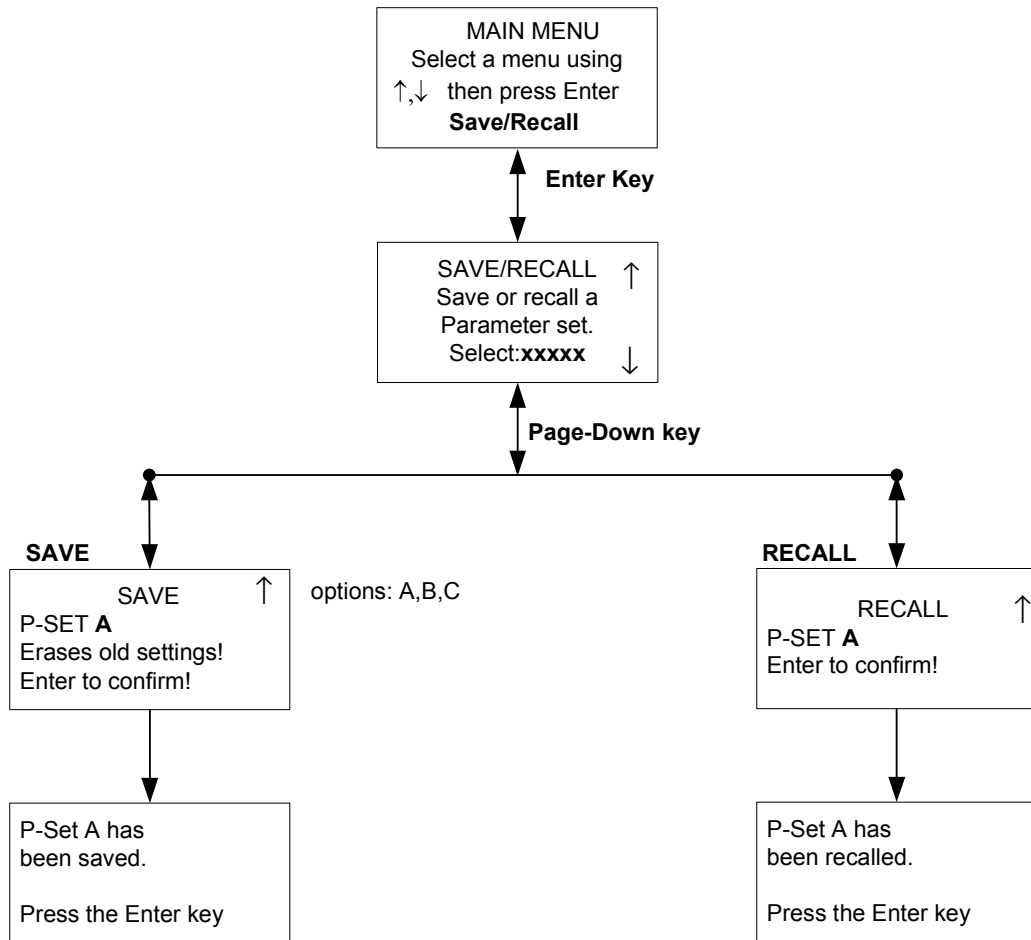 MAIN MENU
Select a menu using
↑,↓ then press Enter
Save/Recall
Enter Key
SAVE/RECALL ↑
Save or recall a
Parameter set.
Select:xxxxx ↓
Page-Down key
SAVE
SAVE ↑
P-SET A
Erases old settings!
Enter to confirm!
options: A,B,C
RECALL
RECALL ↑
P-SET A
Enter to confirm!
P-Set A has
been saved.
Press the Enter key
P-Set A has
been recalled.
Press the Enter key